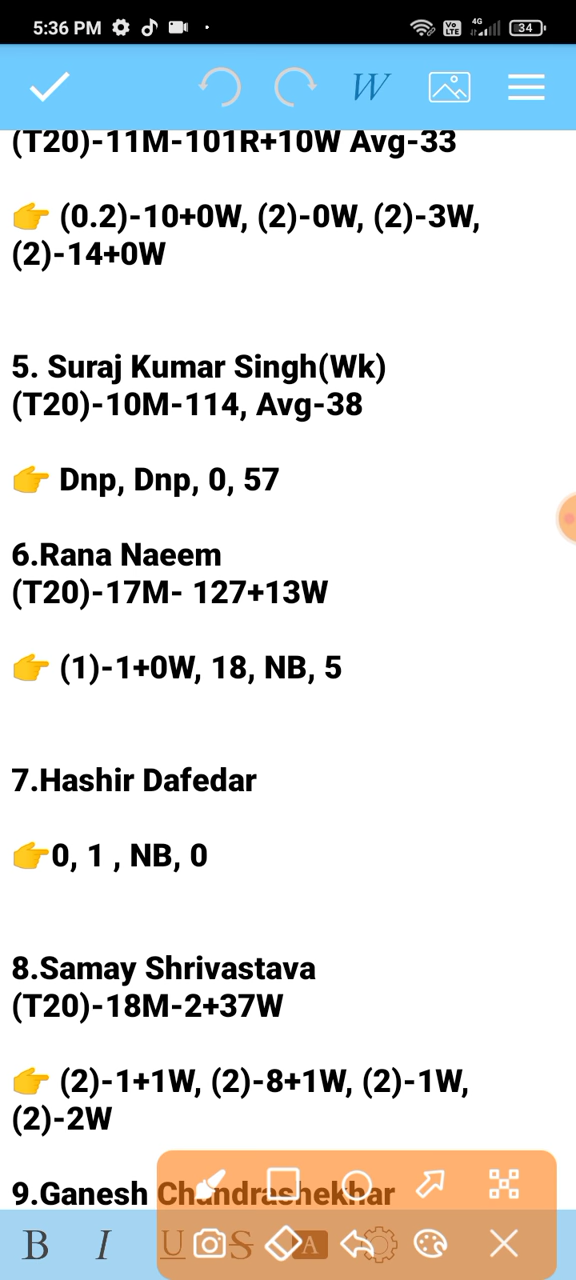 5:36 PM
Vo LTE
4G
34
W
(T20)-11M-101R+10W Avg-33
👉 (0.2)-10+0W, (2)-0W, (2)-3W,
(2)-14+0W
5. Suraj Kumar Singh(Wk)
(T20)-10M-114, Avg-38
👉 Dnp, Dnp, 0, 57
6.Rana Naeem
(T20)-17M- 127+13W
👉 (1)-1+0W, 18, NB, 5
7.Hashir Dafedar
👉0, 1 , NB, 0
8.Samay Shrivastava
(T20)-18M-2+37W
👉 (2)-1+1W, (2)-8+1W, (2)-1W,
(2)-2W
9.Ganesh Chandrashekhar
B I U S A